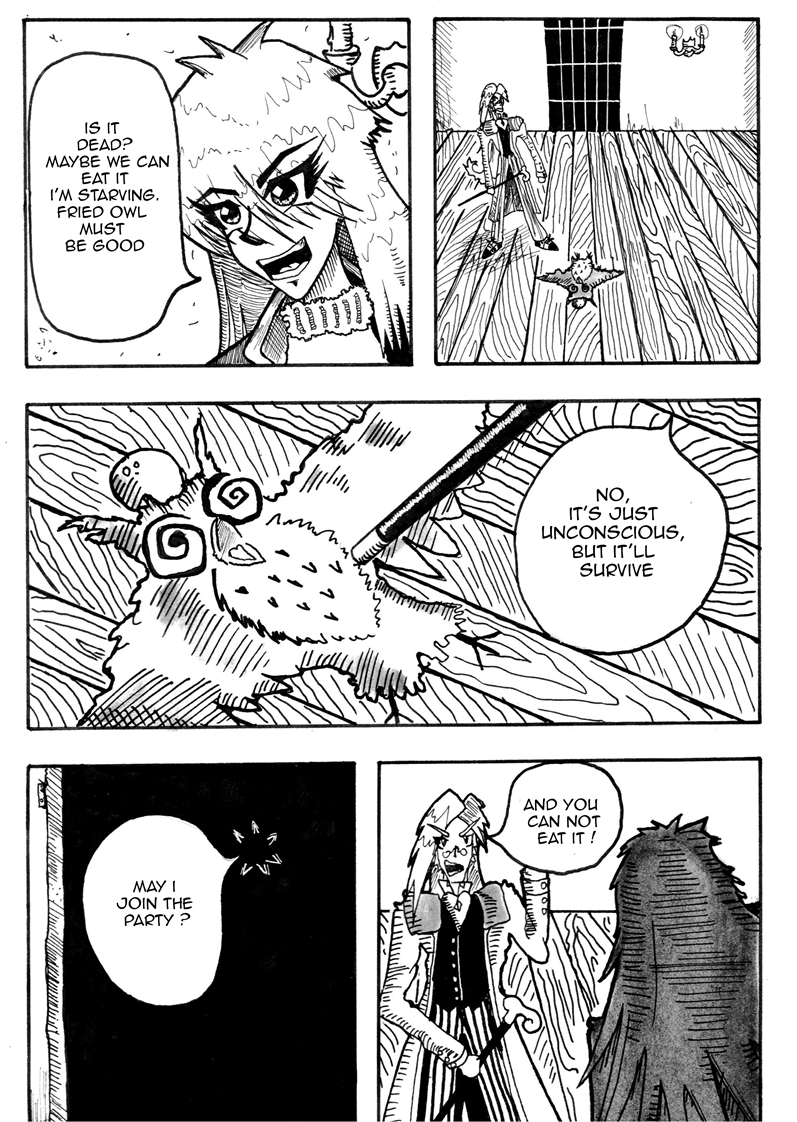 IS IT
DEAD?
MAYBE WE CAN
EAT IT
I'M STARVING.
FRIED OWL
MUST
BE GOOD
NO,
IT'S JUST
UNCONSCIOUS,
BUT IT'LL
SURVIVE
AND YOU
CAN NOT
EAT IT !
MAY I
JOIN THE
PARTY ?